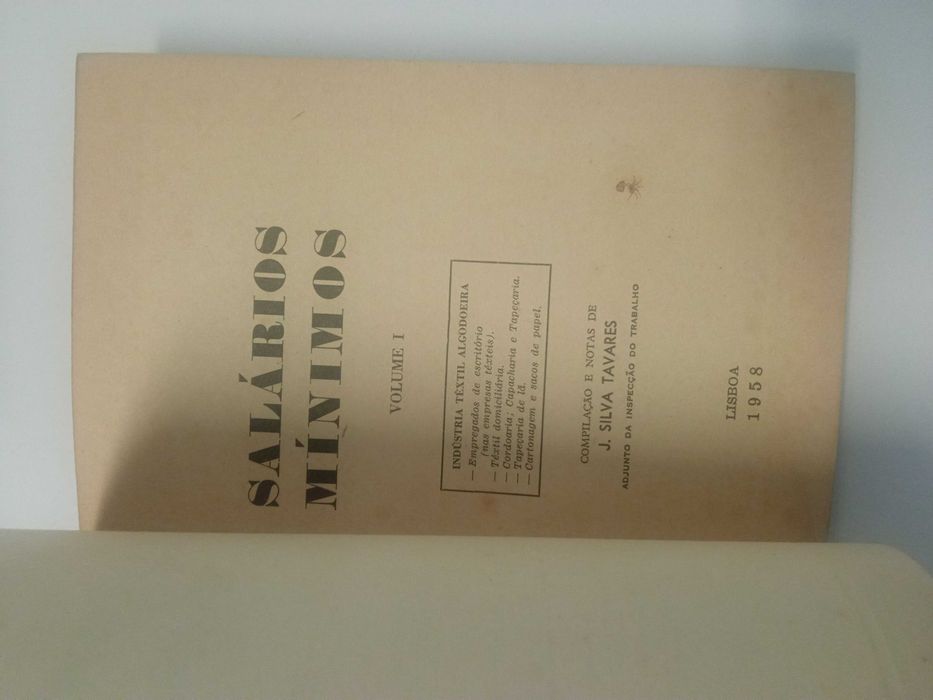 SALÁRIOS
MÍNIMOS
VOLUME I
INDÚSTRIA TÊXTIL ALGODOEIRA
— Empregados de escritório
(nas empresas têxteis).
— Têxtil domiciliária.
— Cordoaria; Capacharia e Tapeçaria.
— Tapeçaria de lã.
— Cartonagem e sacos de papel.
COMPILAÇÃO E NOTAS DE
J. SILVA TAVARES
ADJUNTO DA INSPECÇÃO DO TRABALHO
LISBOA
1958